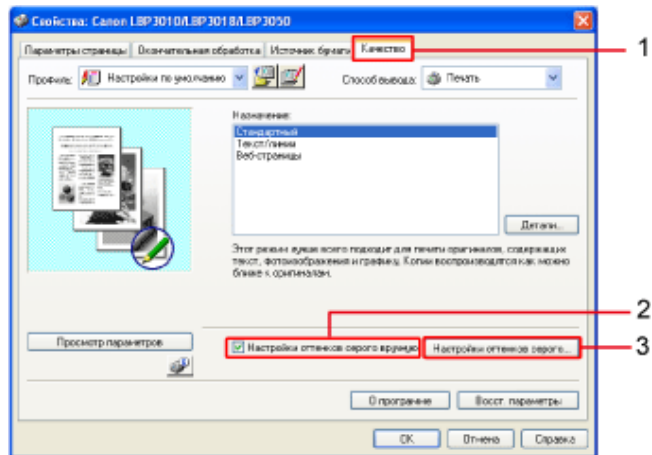 Свойства: Canon LBP3010/LBP3018/LBP3050
Параметры страницы Окончательная обработка Источник бумаги Качество
1
Профиль: Настройки по умолчанию Способ вывода: Печать
Назначение:
Стандартный
Текст/линии
Веб-страницы
Детали...
Этот режим лучше всего подходит для печати оригиналов, содержащих
текст, фотоизображения и графику. Копии воспроизводятся как можно
ближе к оригиналам.
2
Просмотр параметров Настройки оттенков серого вручную Настройки оттенков серого... 3
О программе Восст. параметры
OK Отмена Справка